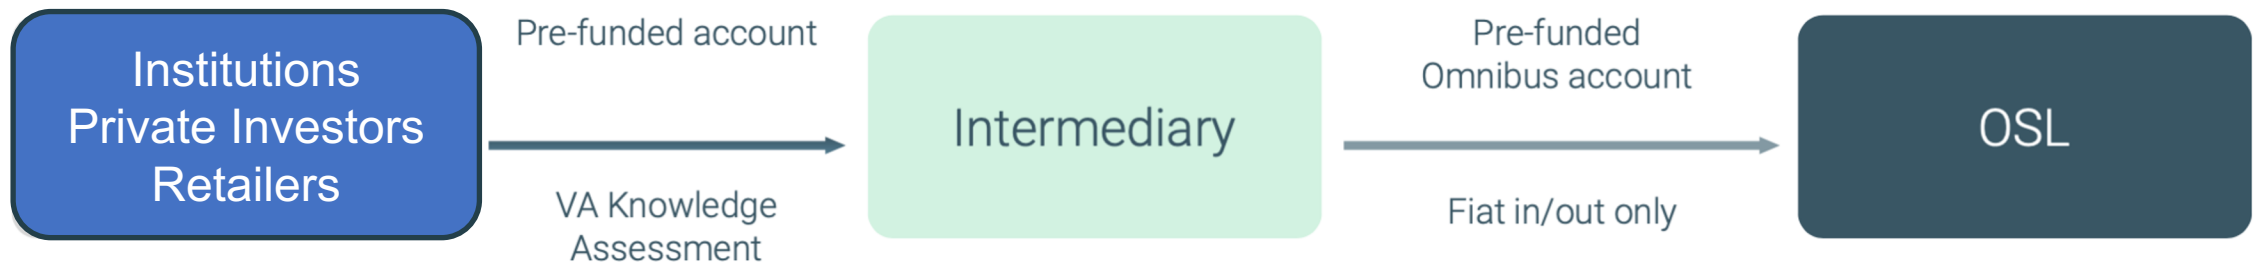 Institutions
Private Investors
Retailers
Pre-funded account
VA Knowledge
Assessment
Intermediary
Pre-funded
Omnibus account
Fiat in/out only
OSL